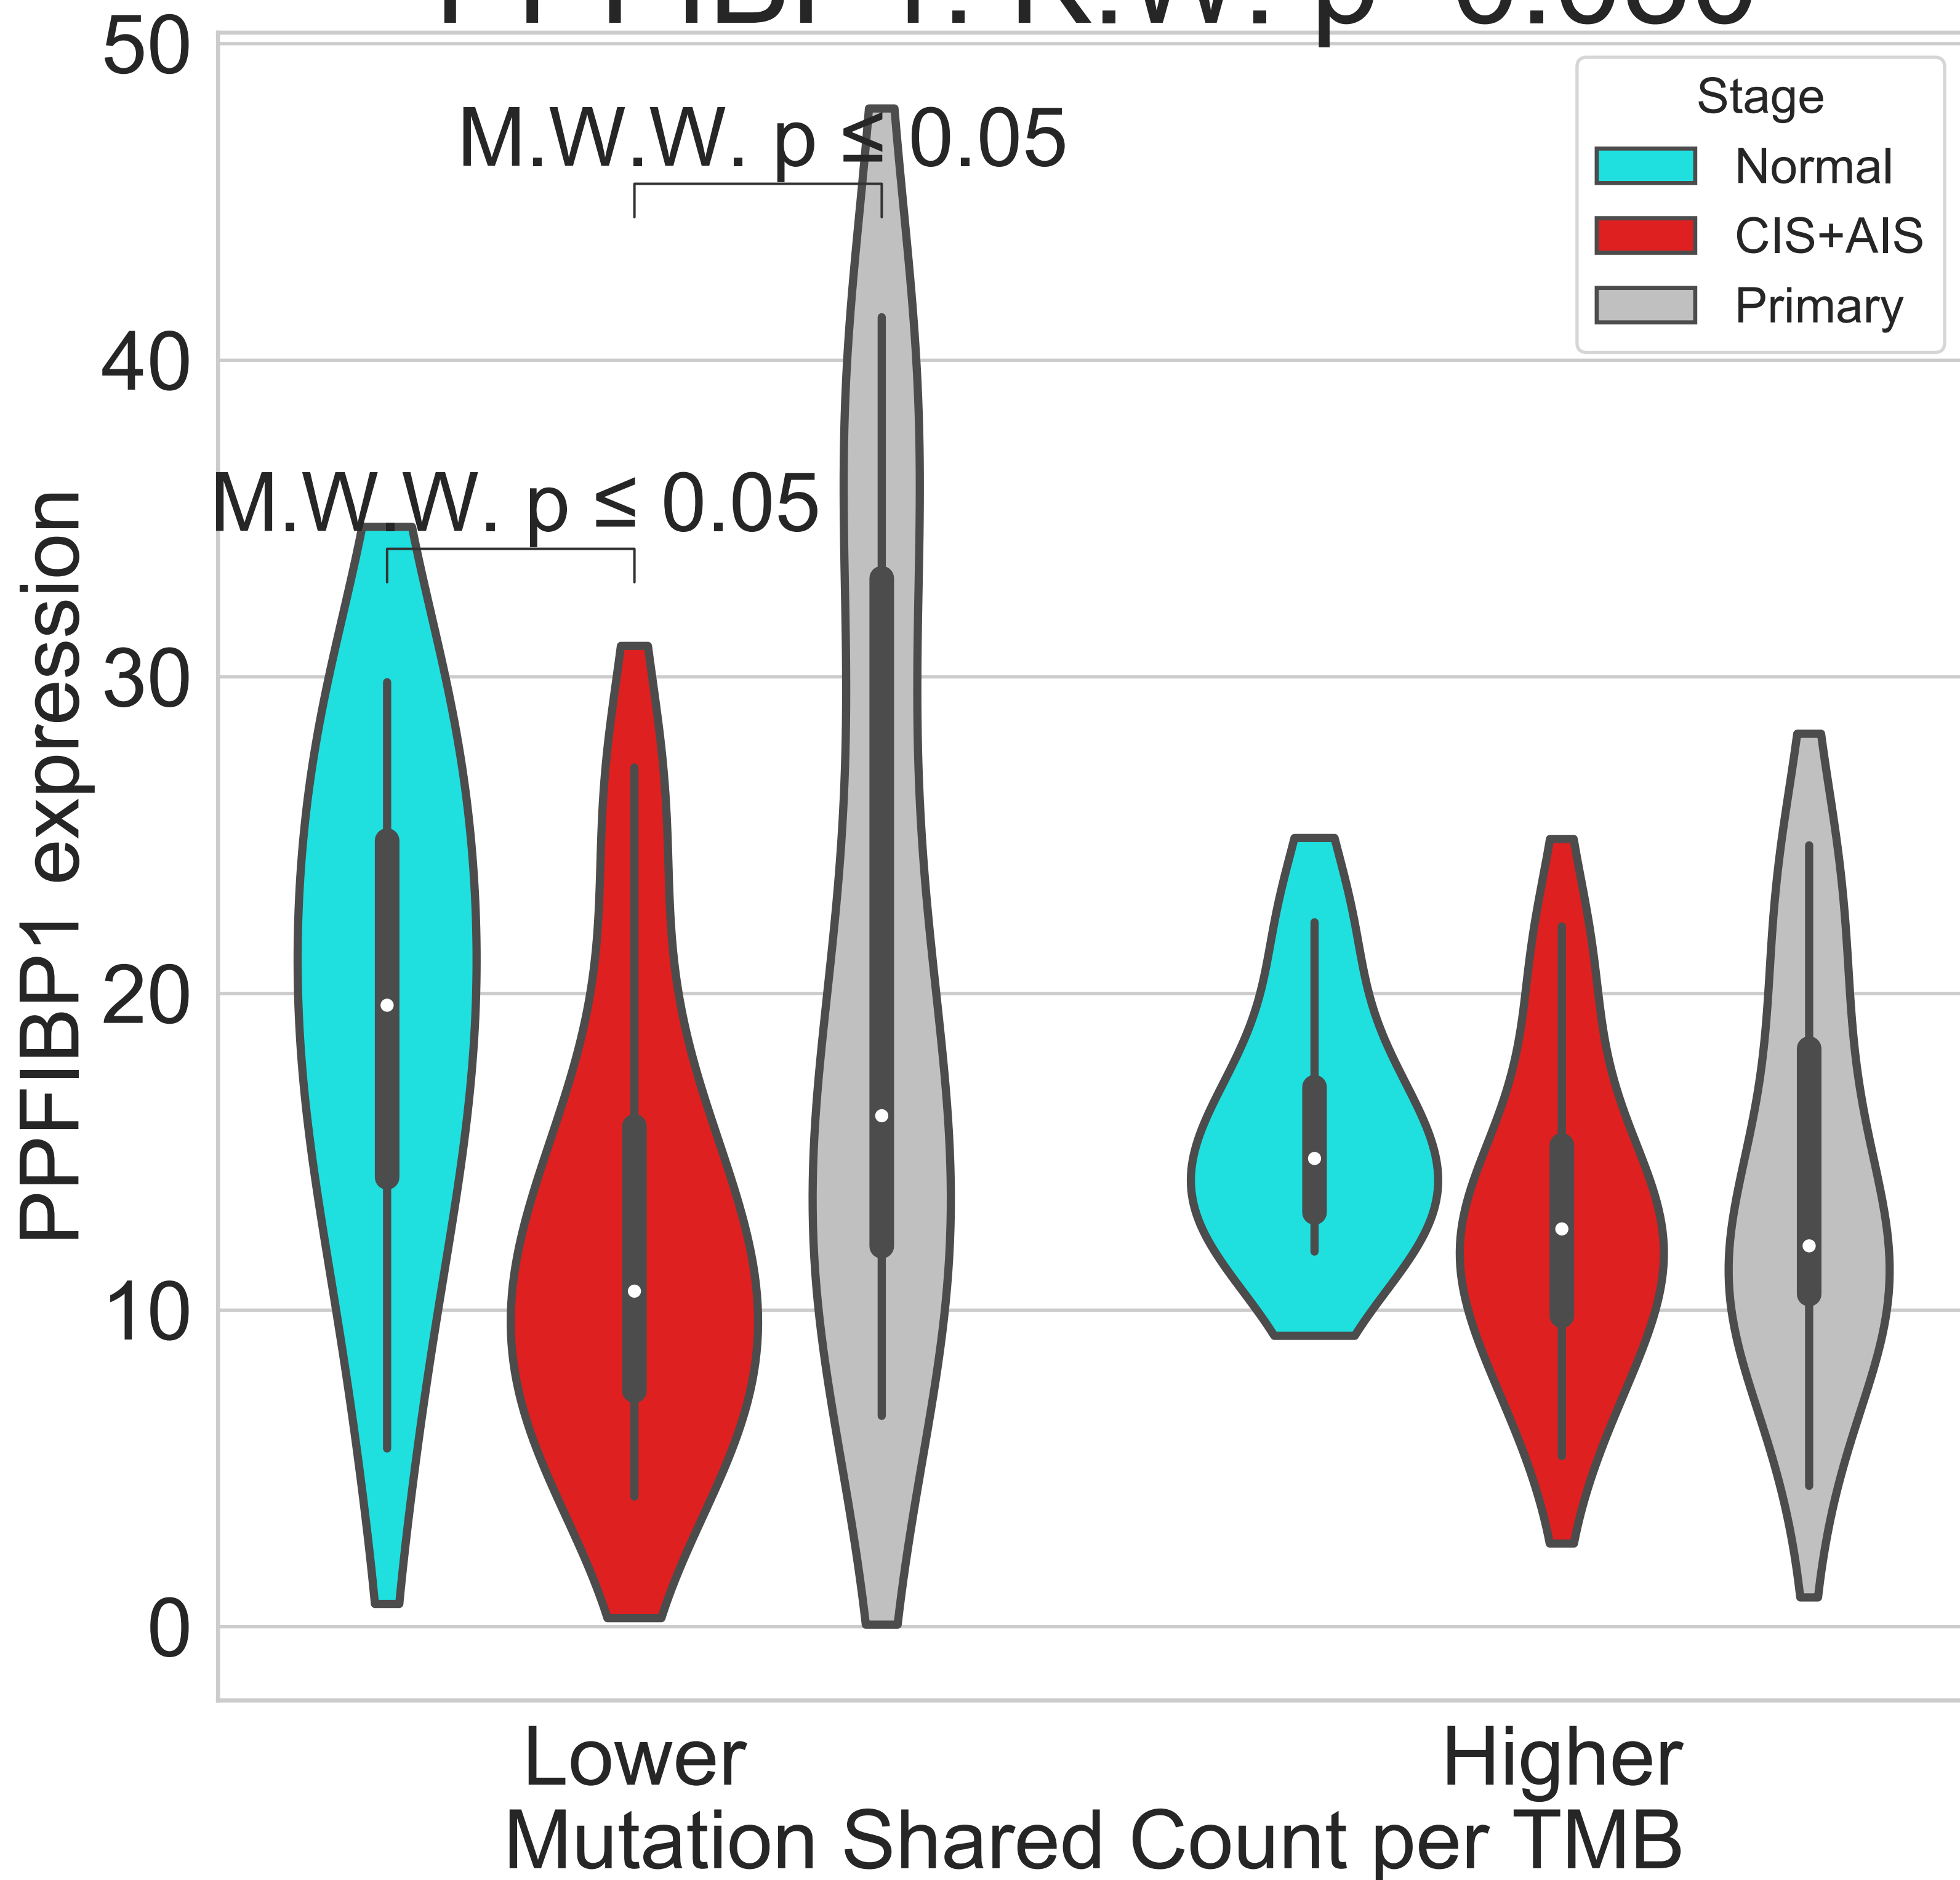 50
40
30
20
10
0
PPFIBP1 expression
M.W.W. p ≤ 0.05
M.W.W. p ≤ 0.05
Stage
Normal
CIS+AIS
Primary
Lower
Higher
Mutation Shared Count per TMB